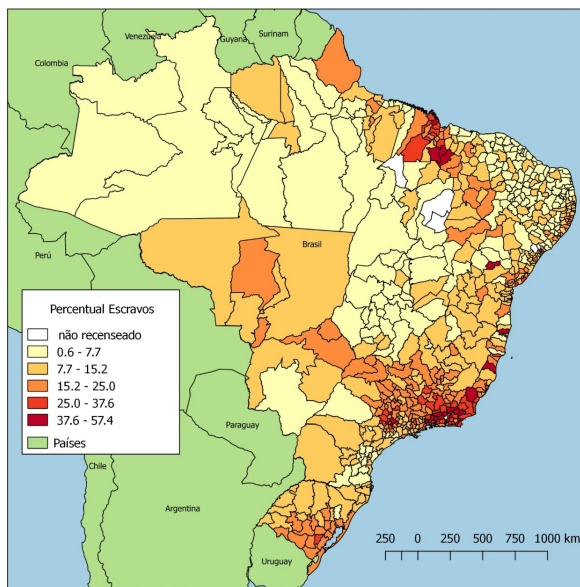 Venezuela
Guyana
Surinam
Colombia
Perú
Brasil
Percentual Escravos
não recenseado
0.6 - 7.7
7.7 - 15.2
15.2 - 25.0
25.0 - 37.6
37.6 - 57.4
Países
Paraguay
Chile
Argentina
Uruguay
250 0 250 500 750 1000 km